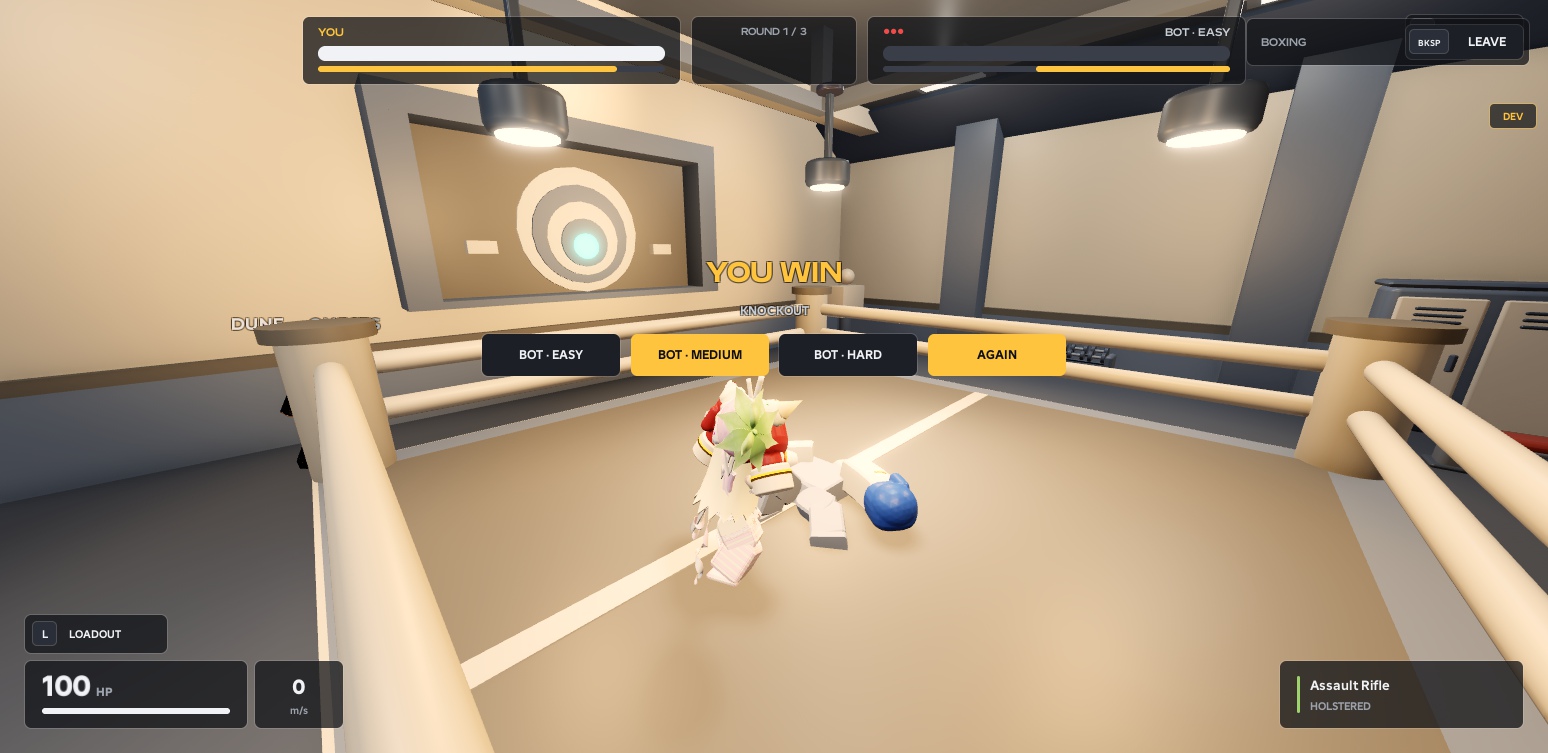 YOU
ROUND 1 / 3
BOT · EASY
BOXING
BKSP
LEAVE
DEV
YOU WIN
KNOCKOUT
DUNE
BOT · EASY
BOT · MEDIUM
BOT · HARD
AGAIN
L
LOADOUT
100 HP
0
m/s
Assault Rifle
HOLSTERED